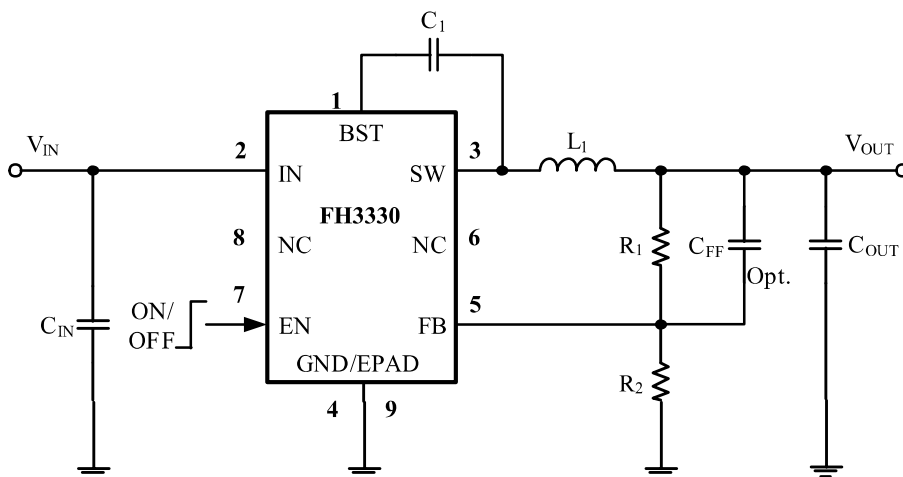 C1
1
BST
VIN
2
3
L1
VOUT
IN
SW
FH3330
8
NC
NC
6
R1
CFF
COUT
Opt.
7
5
ON/
OFF
CIN
EN
FB
GND/EPAD
R2
4
9